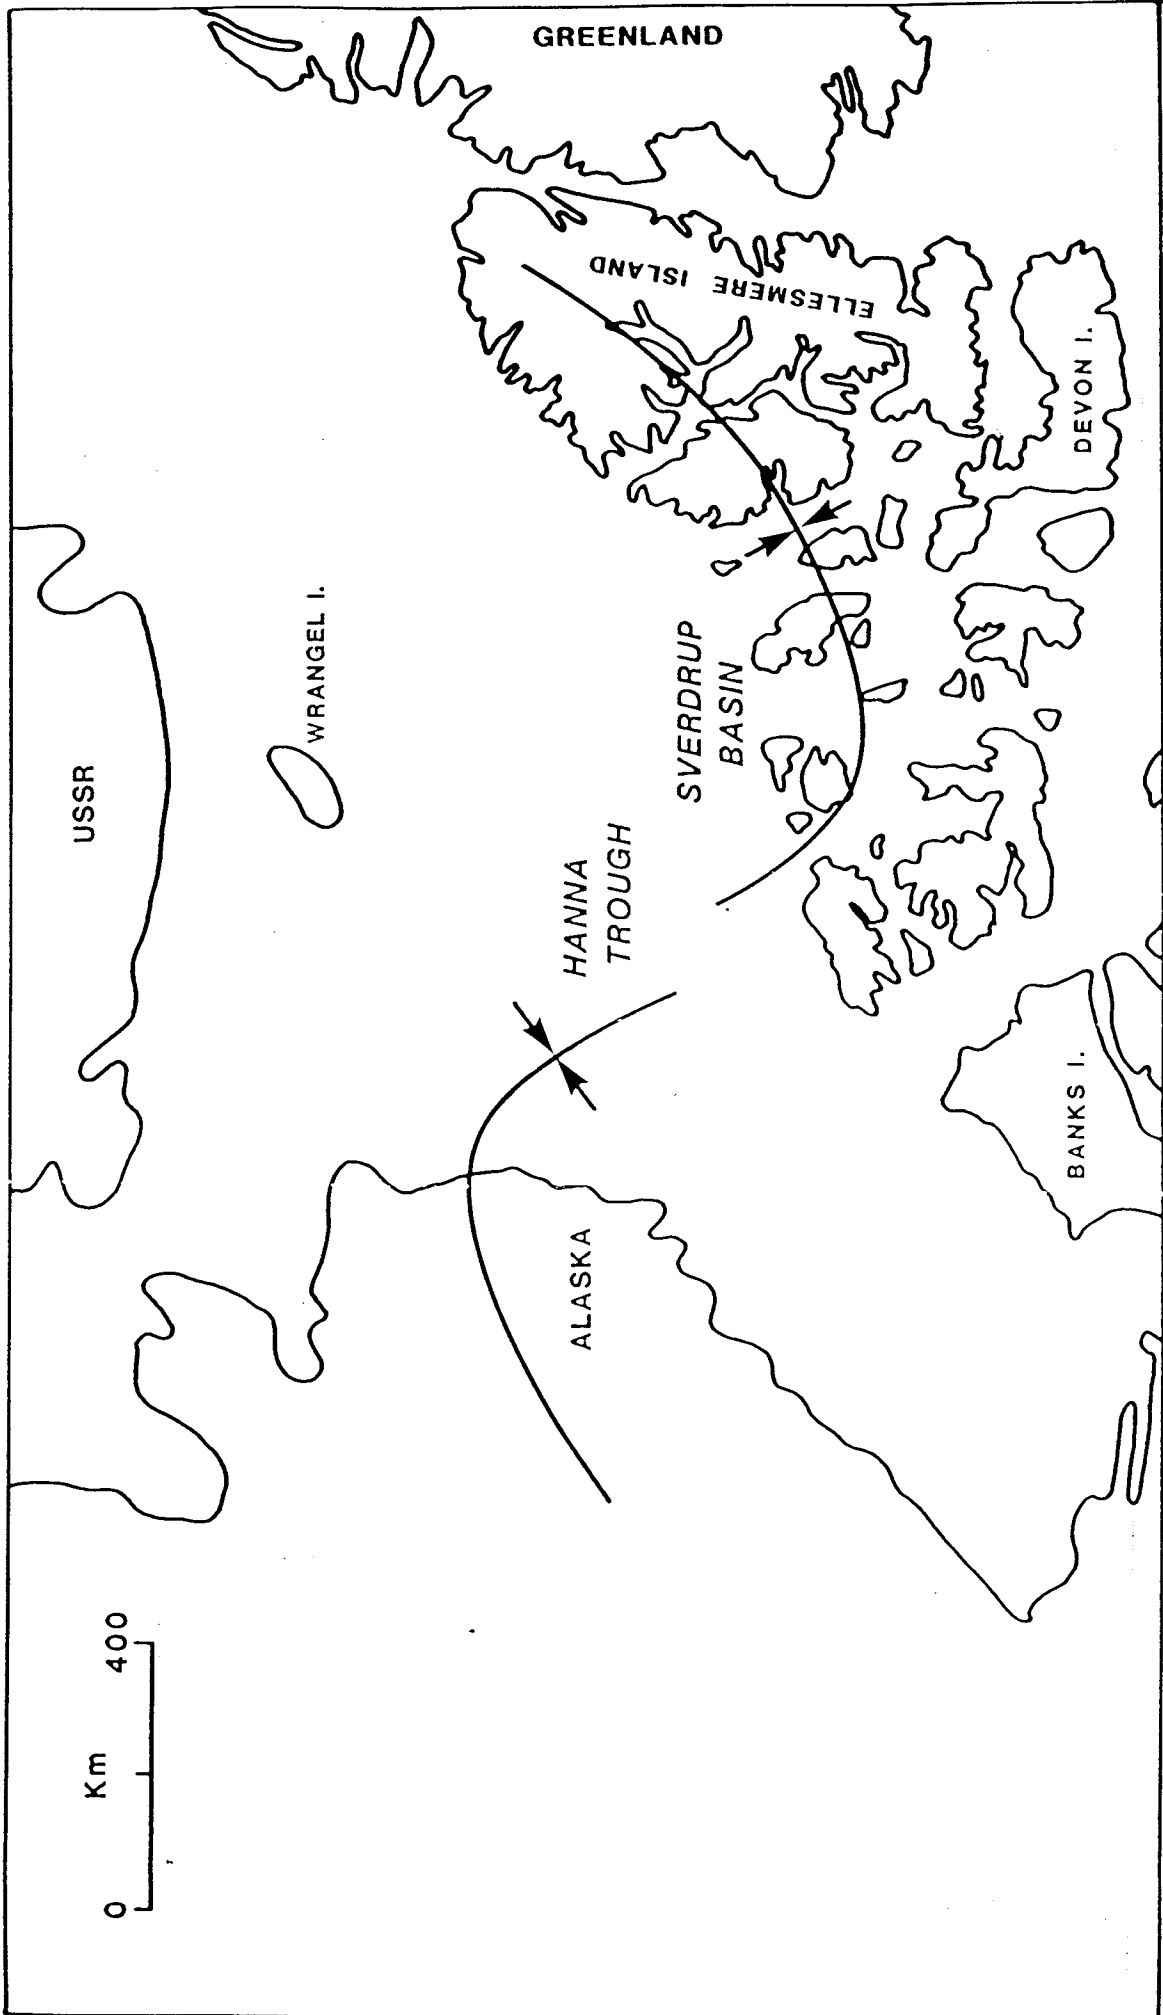 GREENLAND
ELLESMERE ISLAND
DEVON I.
USSR
WRANGEL I.
SVERDRUP
BASIN
HANNA
TROUGH
BANKS I.
ALASKA
0 Km 400